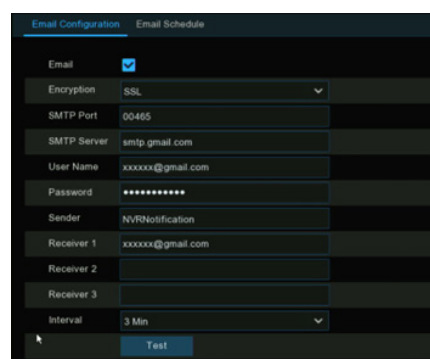 Email Configuration Email Schedule
Email
Encryption SSL
SMTP Port 00465
SMTP Server smtp.gmail.com
User Name xxxxxx@gmail.com
Password •••••••••••
Sender NVRNotification
Receiver 1 xxxxxx@gmail.com
Receiver 2
Receiver 3
Interval 3 Min
Test